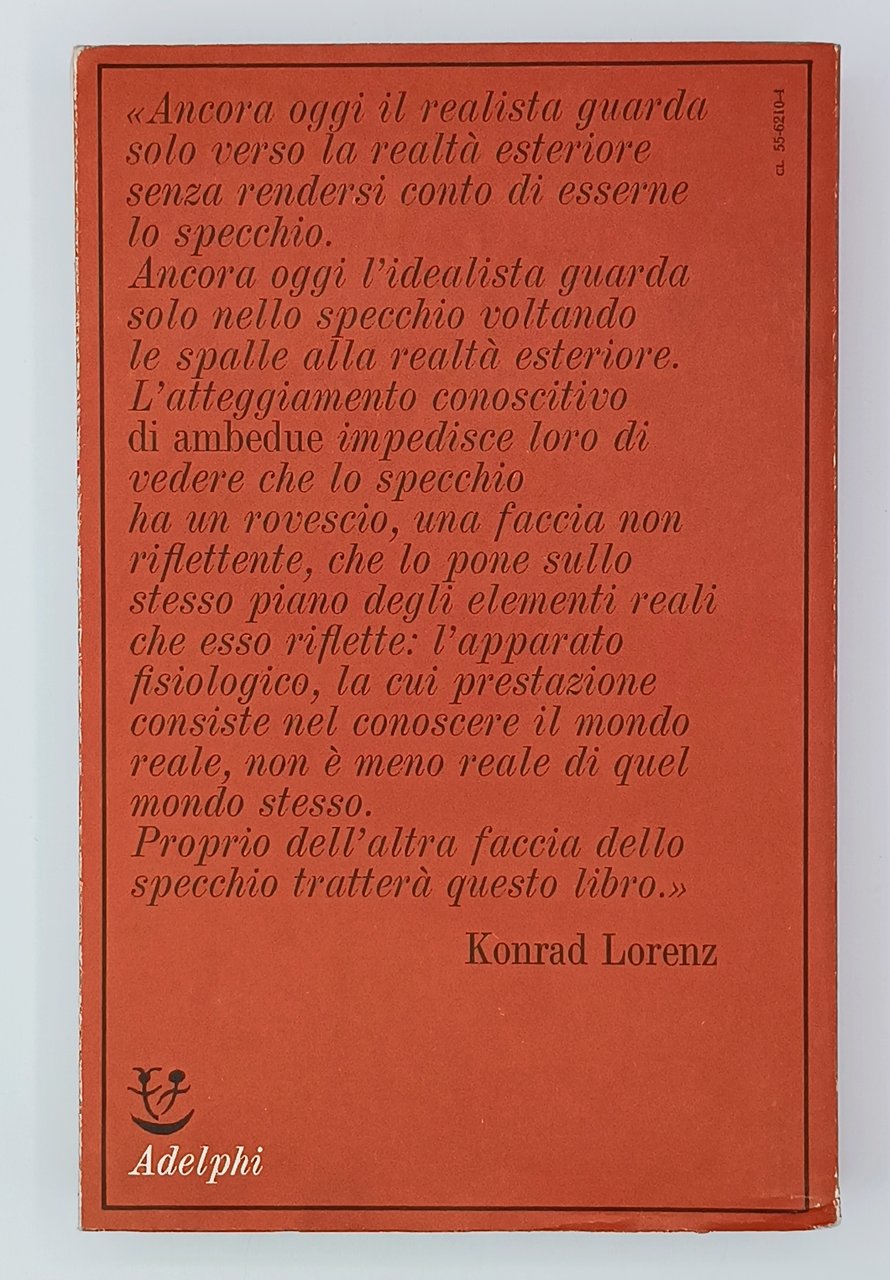 «Ancora oggi il realista guarda
solo verso la realtà esteriore
senza rendersi conto di esserne
lo specchio.
Ancora oggi l'idealista guarda
solo nello specchio voltando
le spalle alla realtà esteriore.
L'atteggiamento conoscitivo
di ambedue impedisce loro di
vedere che lo specchio
ha un rovescio, una faccia non
riflettente, che lo pone sullo
stesso piano degli elementi reali
che esso riflette: l'apparato
fisiologico, la cui prestazione
consiste nel conoscere il mondo
reale, non è meno reale di quel
mondo stesso.
Proprio dell'altra faccia dello
specchio tratterà questo libro.»
Konrad Lorenz
Adelphi
CL 55-6210-4